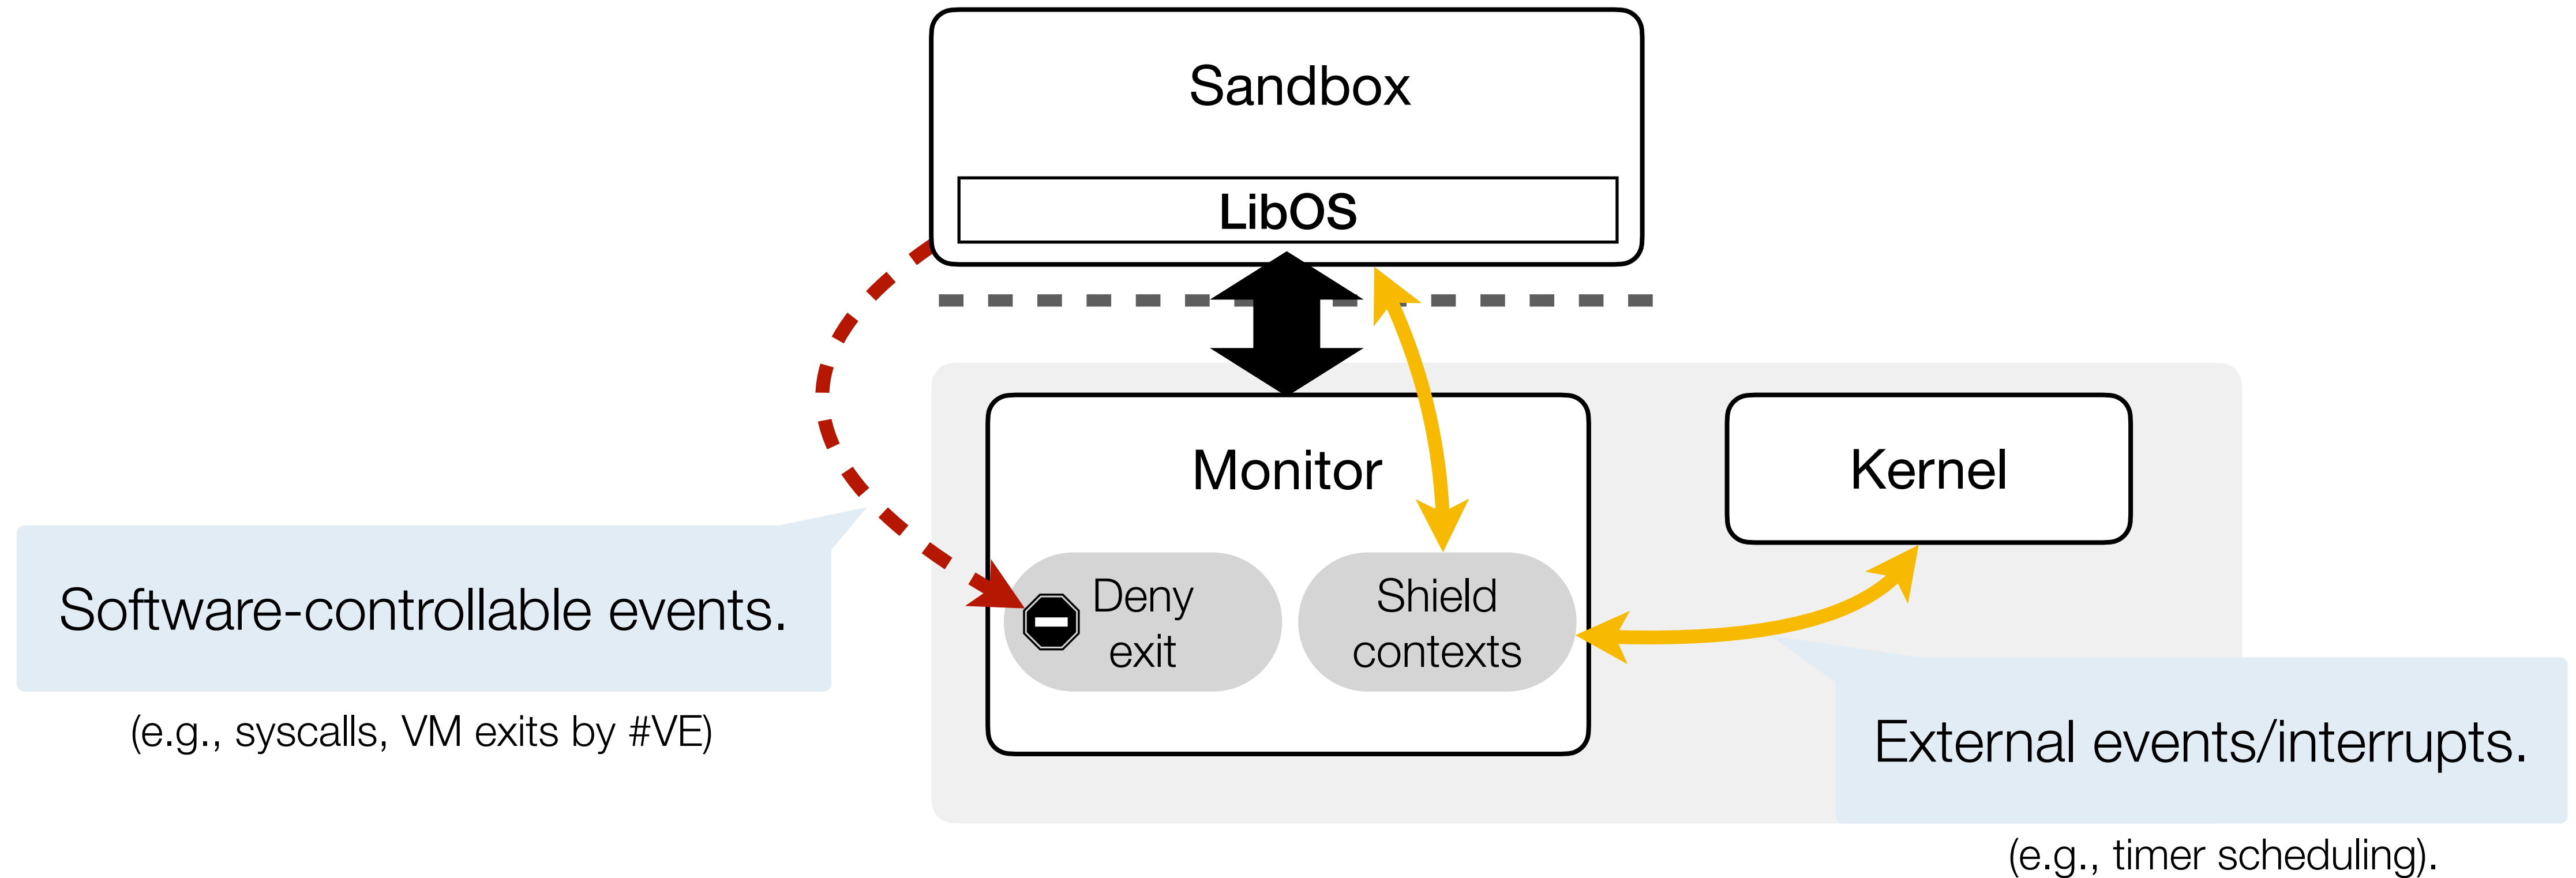 Sandbox
LibOS
Monitor
Kernel
Deny
exit
Shield
contexts
Software-controllable events.
(e.g., syscalls, VM exits by #VE)
External events/interrupts.
(e.g., timer scheduling).